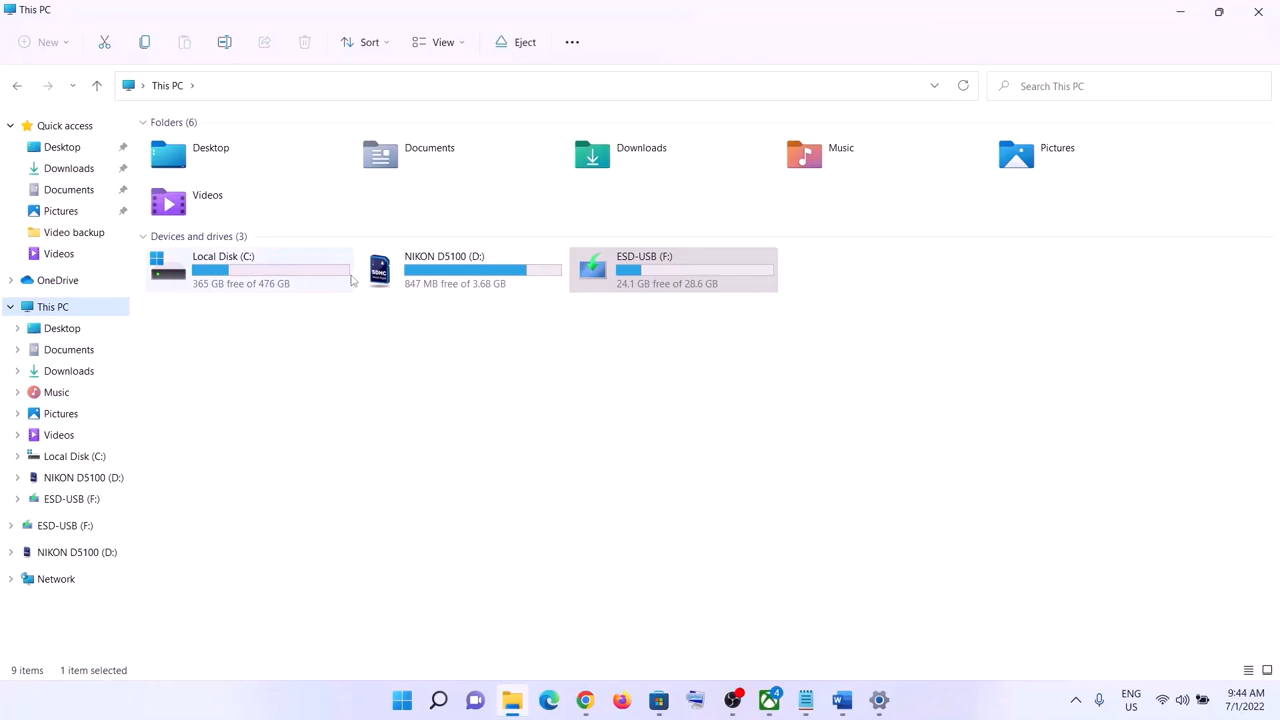 This PC
New
Sort
View
Eject
This PC
Search This PC
Quick access
Desktop
Downloads
Documents
Pictures
Video backup
Videos
OneDrive
This PC
Desktop
Documents
Downloads
Music
Pictures
Videos
Local Disk (C:)
NIKON D5100 (D:)
ESD-USB (F:)
ESD-USB (F:)
NIKON D5100 (D:)
Network
Folders (6)
Desktop
Documents
Downloads
Music
Pictures
Videos
Devices and drives (3)
Local Disk (C:)
365 GB free of 476 GB
SDHC
NIKON D5100 (D:)
847 MB free of 3.68 GB
ESD-USB (F:)
24.1 GB free of 28.6 GB
9 items
1 item selected
4
ENG
US
9:44 AM
7/1/2022